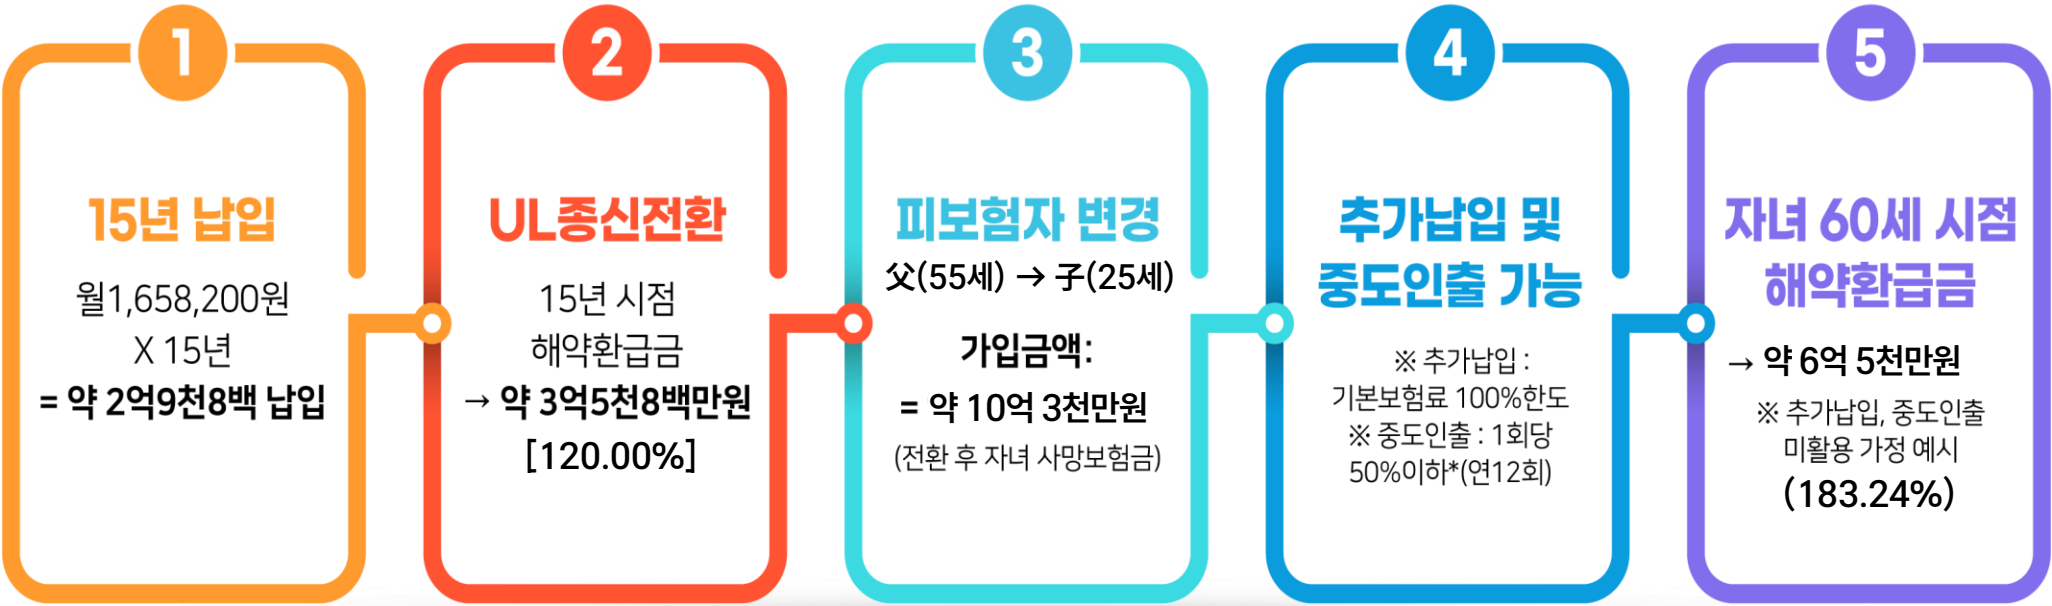 1
15년 납입
월1,658,200원
X 15년
= 약 2억9천8백 납입
2
UL종신전환
15년 시점
해약환급금
→ 약 3억5천8백만원
[120.00%]
3
피보험자 변경
父(55세) → 子(25세)
가입금액:
= 약 10억 3천만원
(전환 후 자녀 사망보험금)
4
추가납입 및
중도인출 가능
※ 추가납입 :
기본보험료 100%한도
※ 중도인출 : 1회당
50%이하*(연12회)
5
자녀 60세 시점
해약환급금
→ 약 6억 5천만원
※ 추가납입, 중도인출
미활용 가정 예시
(183.24%)